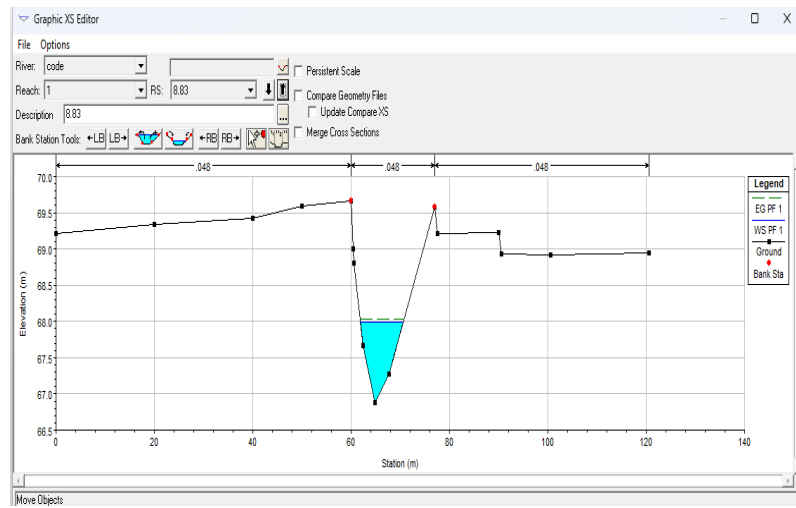 Graphic XS Editor
File Options
River: code
Persistent Scale
Reach: 1 RS: 8.83
Compare Geometry Files
Description 8.83 ...
Update Compare XS
Bank Station Tools: ←LB LB→ ←RB RB→
Merge Cross Sections
.048 .048 .048
Legend
EG PF 1
WS PF 1
Ground
Bank Sta
Elevation (m)
70.0
69.5
69.0
68.5
68.0
67.5
67.0
66.5
0 20 40 60 80 100 120 140
Station (m)
Move Objects